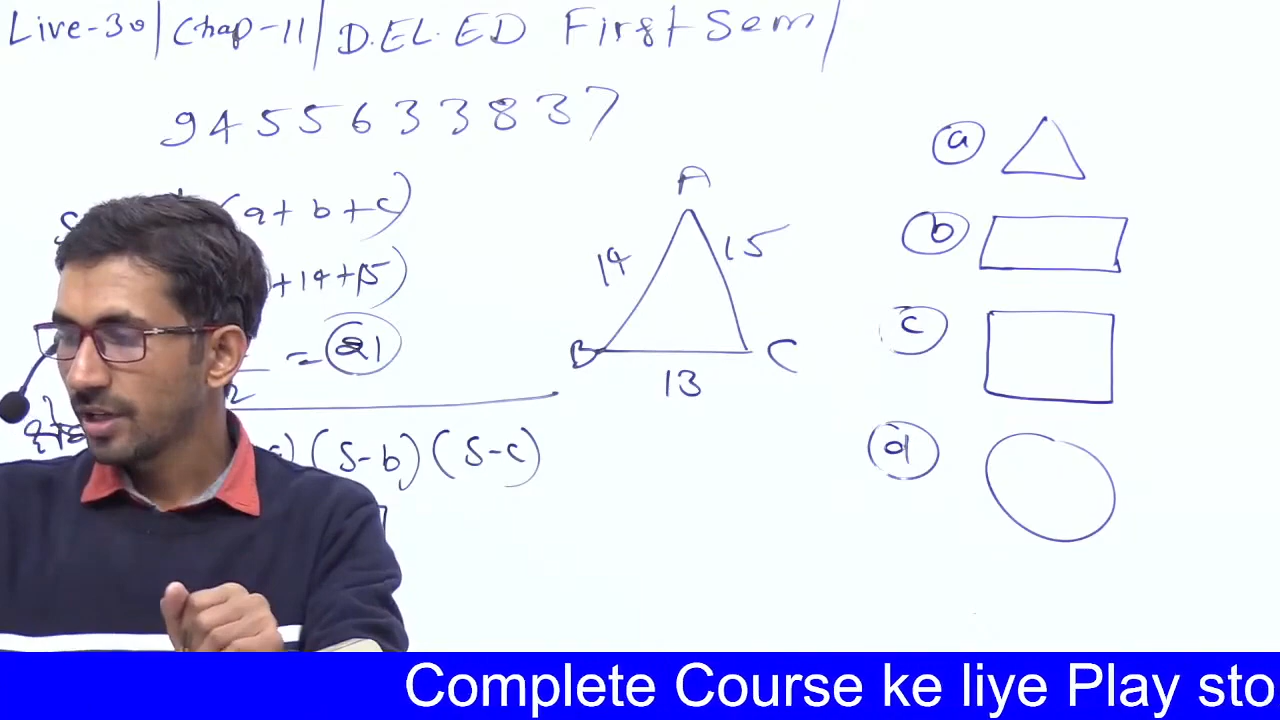 Live-30/Chap-11/D.EL.ED First Sem/
9455633837
(a+b+c)
+14+15)
= 21
2
(s-b)(s-c)
A
14
15
B
C
13
a
b
c
d
Complete Course ke liye Play sto